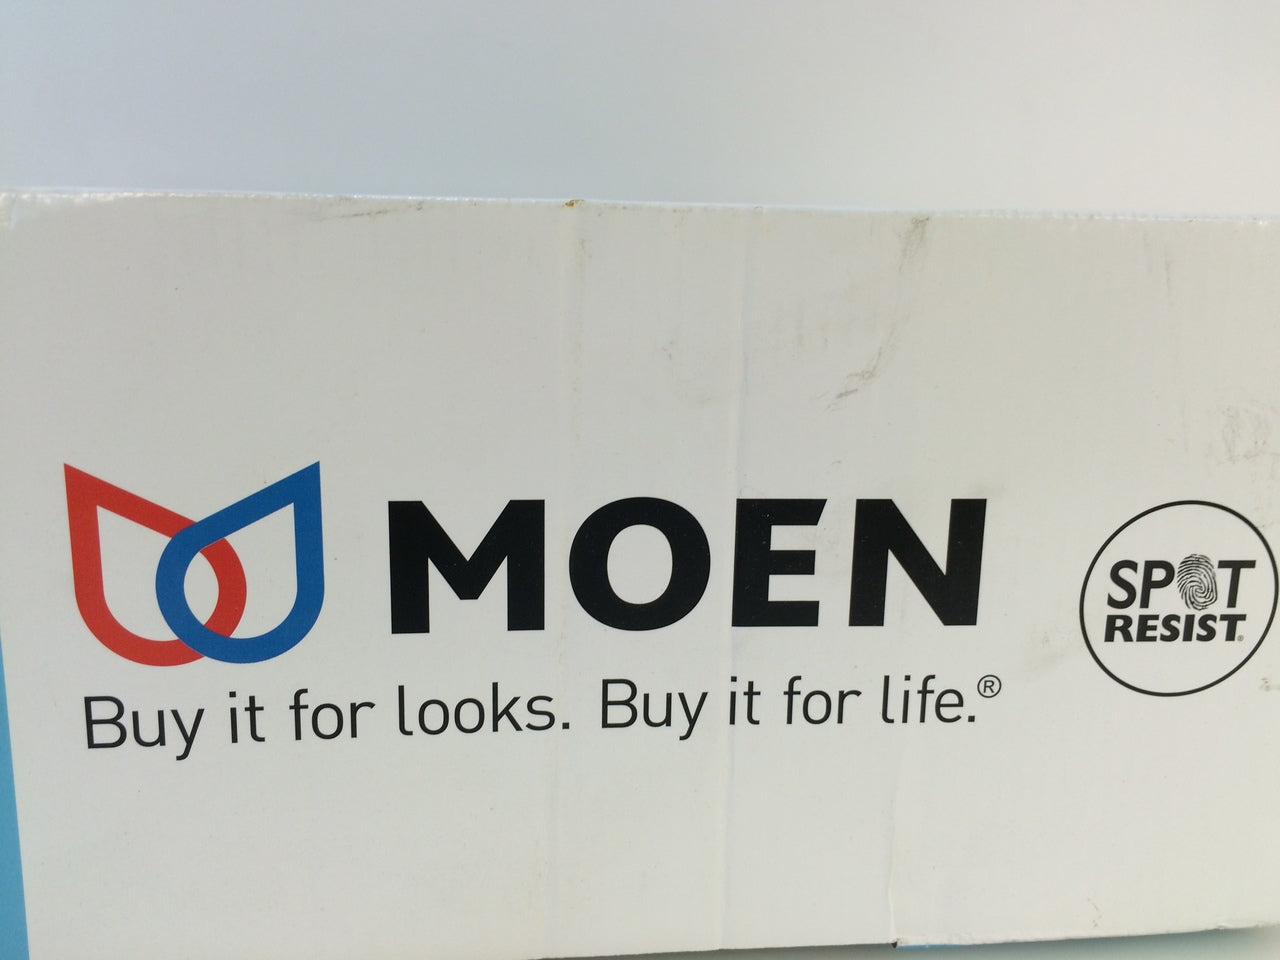 MOEN
Buy it for looks. Buy it for life.®
SPOT
RESIST®